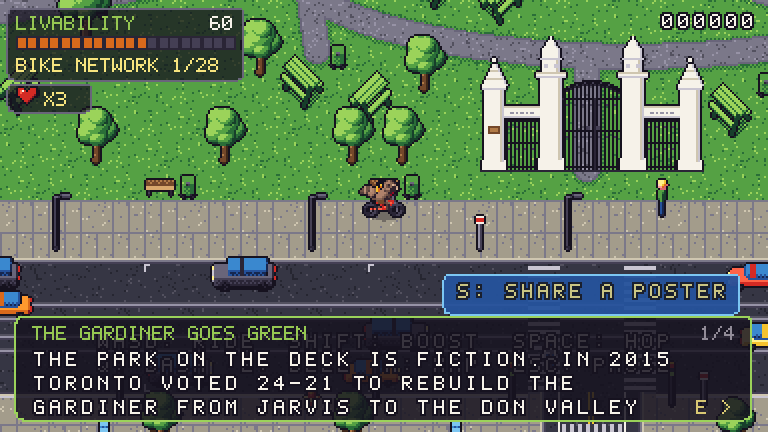 LIVABILITY 60
000000
BIKE NETWORK 1/28
X3
S: SHARE A POSTER
THE GARDINER GOES GREEN 1/4
THE PARK ON THE DECK IS FICTION. IN 2015
TORONTO VOTED 24-21 TO REBUILD THE
GARDINER FROM JARVIS TO THE DON VALLEY E >